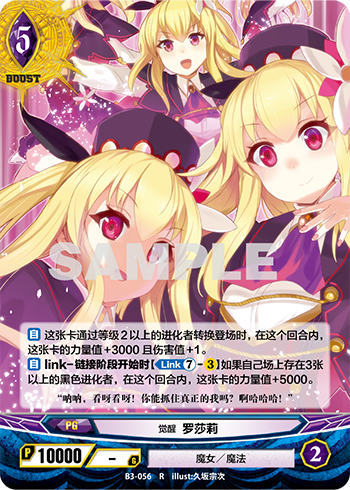 5
BOOST
SAMPLE
自 这张卡通过等级2以上的进化者转换登场时，在这个回合内，
这张卡的力量值+3000 且伤害值+1。
自 link-链接阶段开始时【Link 7-3】如果自己场上存在3张
以上的黑色进化者，在这个回合内，这张卡的力量值+5000。
“呐呐，看呀看呀！你能抓住真正的我吗？啊哈哈哈！”
PG
觉醒 罗莎莉
P 10000 / - G
魔女／魔法
2
B3-056 R illust:久坂宗次